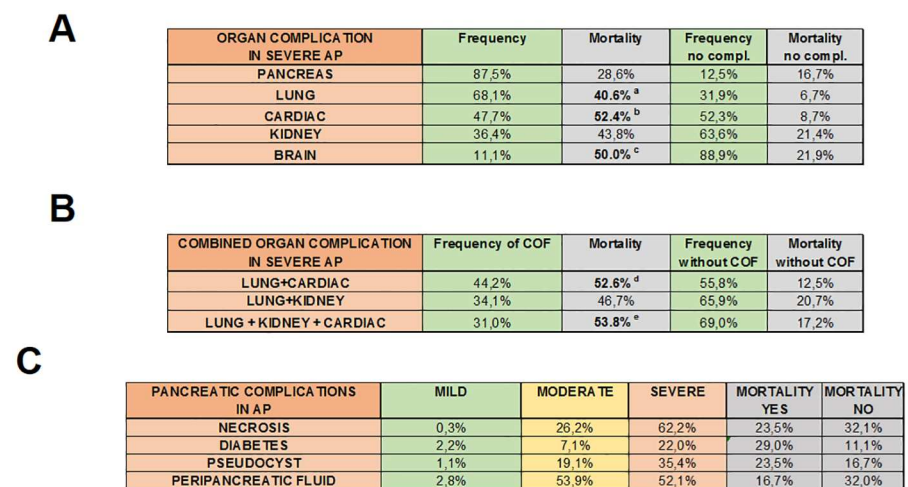 A
ORGAN COMPLICATION Frequency Mortality Frequency Mortality
IN SEVERE AP no compl. no compl.
PANCREAS 87,5% 28,6% 12,5% 16,7%
LUNG 68,1% 40.6% a 31,9% 6,7%
CARDIAC 47,7% 52.4% b 52,3% 8,7%
KIDNEY 36,4% 43,8% 63,6% 21,4%
BRAIN 11,1% 50.0% c 88,9% 21,9%
B
COMBINED ORGAN COMPLICATION Frequency of COF Mortality Frequency Mortality
IN SEVERE AP without COF without COF
LUNG+CARDIAC 44,2% 52.6% d 55,8% 12,5%
LUNG+KIDNEY 34,1% 46,7% 65,9% 20,7%
LUNG + KIDNEY + CARDIAC 31,0% 53.8% e 69,0% 17,2%
C
PANCREATIC COMPLICATIONS MILD MODERATE SEVERE MORTALITY MORTALITY
IN AP YES NO
NECROSIS 0,3% 26,2% 62,2% 23,5% 32,1%
DIABETES 2,2% 7,1% 22,0% 29,0% 11,1%
PSEUDOCYST 1,1% 19,1% 35,4% 23,5% 16,7%
PERIPANCREATIC FLUID 2,8% 53,9% 52,1% 16,7% 32,0%